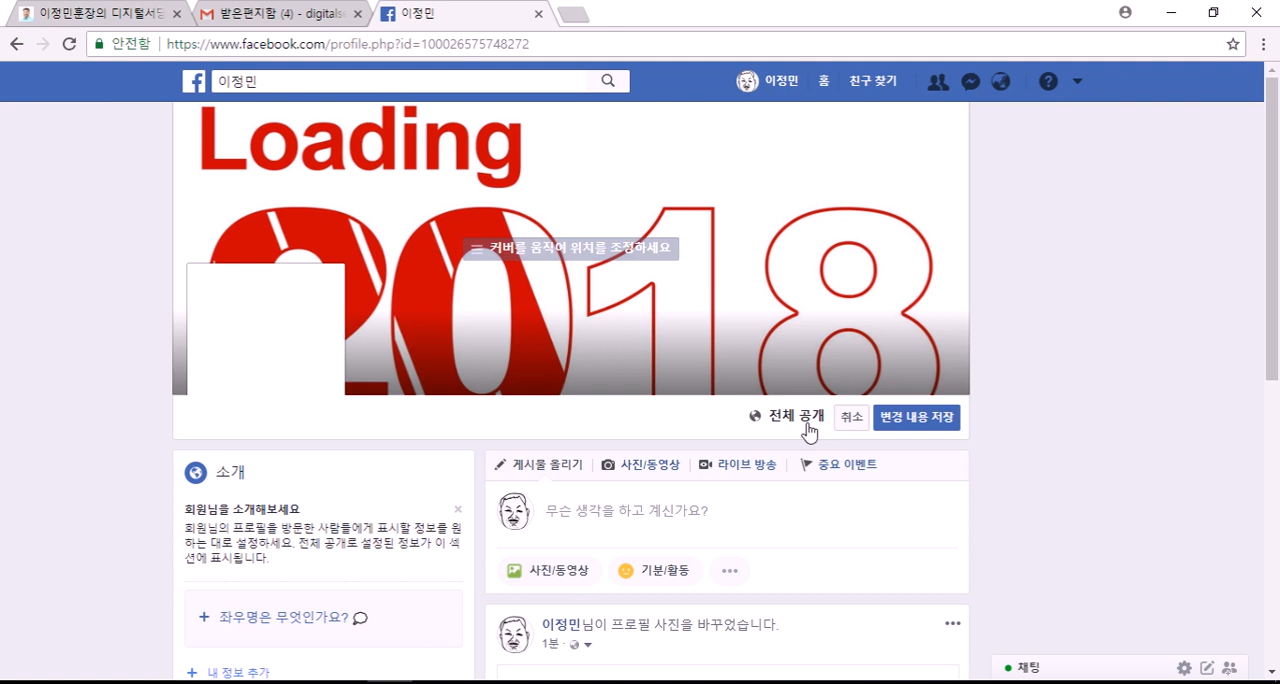 이정민훈장의 디지털서당
받은편지함 (4) - digitalse
이정민
안전함
https://www.facebook.com/profile.php?id=100026575748272
이정민
이정민
홈
친구 찾기
Loading
2018
커버를 움직여 위치를 조정하세요
전체 공개
취소
변경 내용 저장
소개
게시물 올리기
사진/동영상
라이브 방송
중요 이벤트
회원님을 소개해보세요
회원님의 프로필을 방문한 사람들에게 표시할 정보를 원
하는 대로 설정하세요. 전체 공개로 설정된 정보가 이 섹
션에 표시됩니다.
무슨 생각을 하고 계신가요?
사진/동영상
기분/활동
+ 좌우명은 무엇인가요?
이정민님이 프로필 사진을 바꾸었습니다.
1분 ·
+ 내 정보 추가
채팅